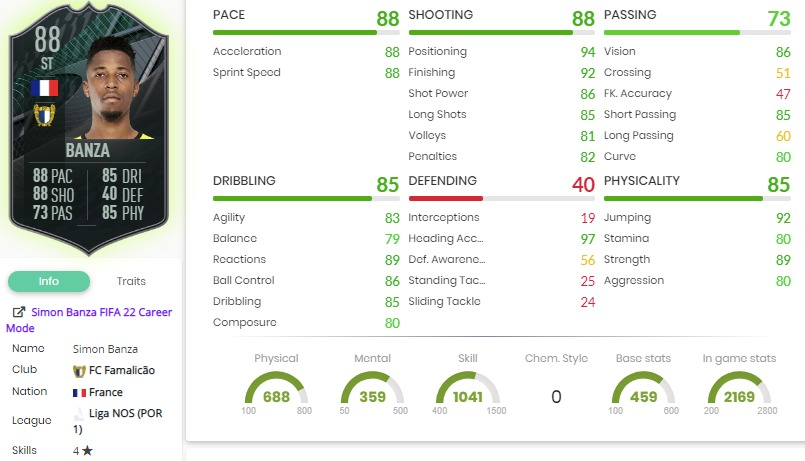 88
ST
BANZA
88 PAC 85 DRI
88 SHO 40 DEF
73 PAS 85 PHY
Info Traits
Simon Banza FIFA 22 Career
Mode
Name Simon Banza
Club FC Famalicão
Nation France
League Liga NOS (POR
1)
Skills 4★
PACE 88
Acceleration 88
Sprint Speed 88
SHOOTING 88
Positioning 94
Finishing 92
Shot Power 86
Long Shots 85
Volleys 81
Penalties 82
PASSING 73
Vision 86
Crossing 51
FK. Accuracy 47
Short Passing 85
Long Passing 60
Curve 80
DRIBBLING 85
Agility 83
Balance 79
Reactions 89
Ball Control 86
Dribbling 85
Composure 80
DEFENDING 40
Interceptions 19
Heading Acc... 97
Def. Awarene... 56
Standing Tac... 25
Sliding Tackle 24
PHYSICALITY 85
Jumping 92
Stamina 80
Strength 89
Aggression 80
Physical Mental Skill Chem. Style Base stats In game stats
688 359 1041 0 459 2169
100 800 50 500 400 1500 100 600 200 2800